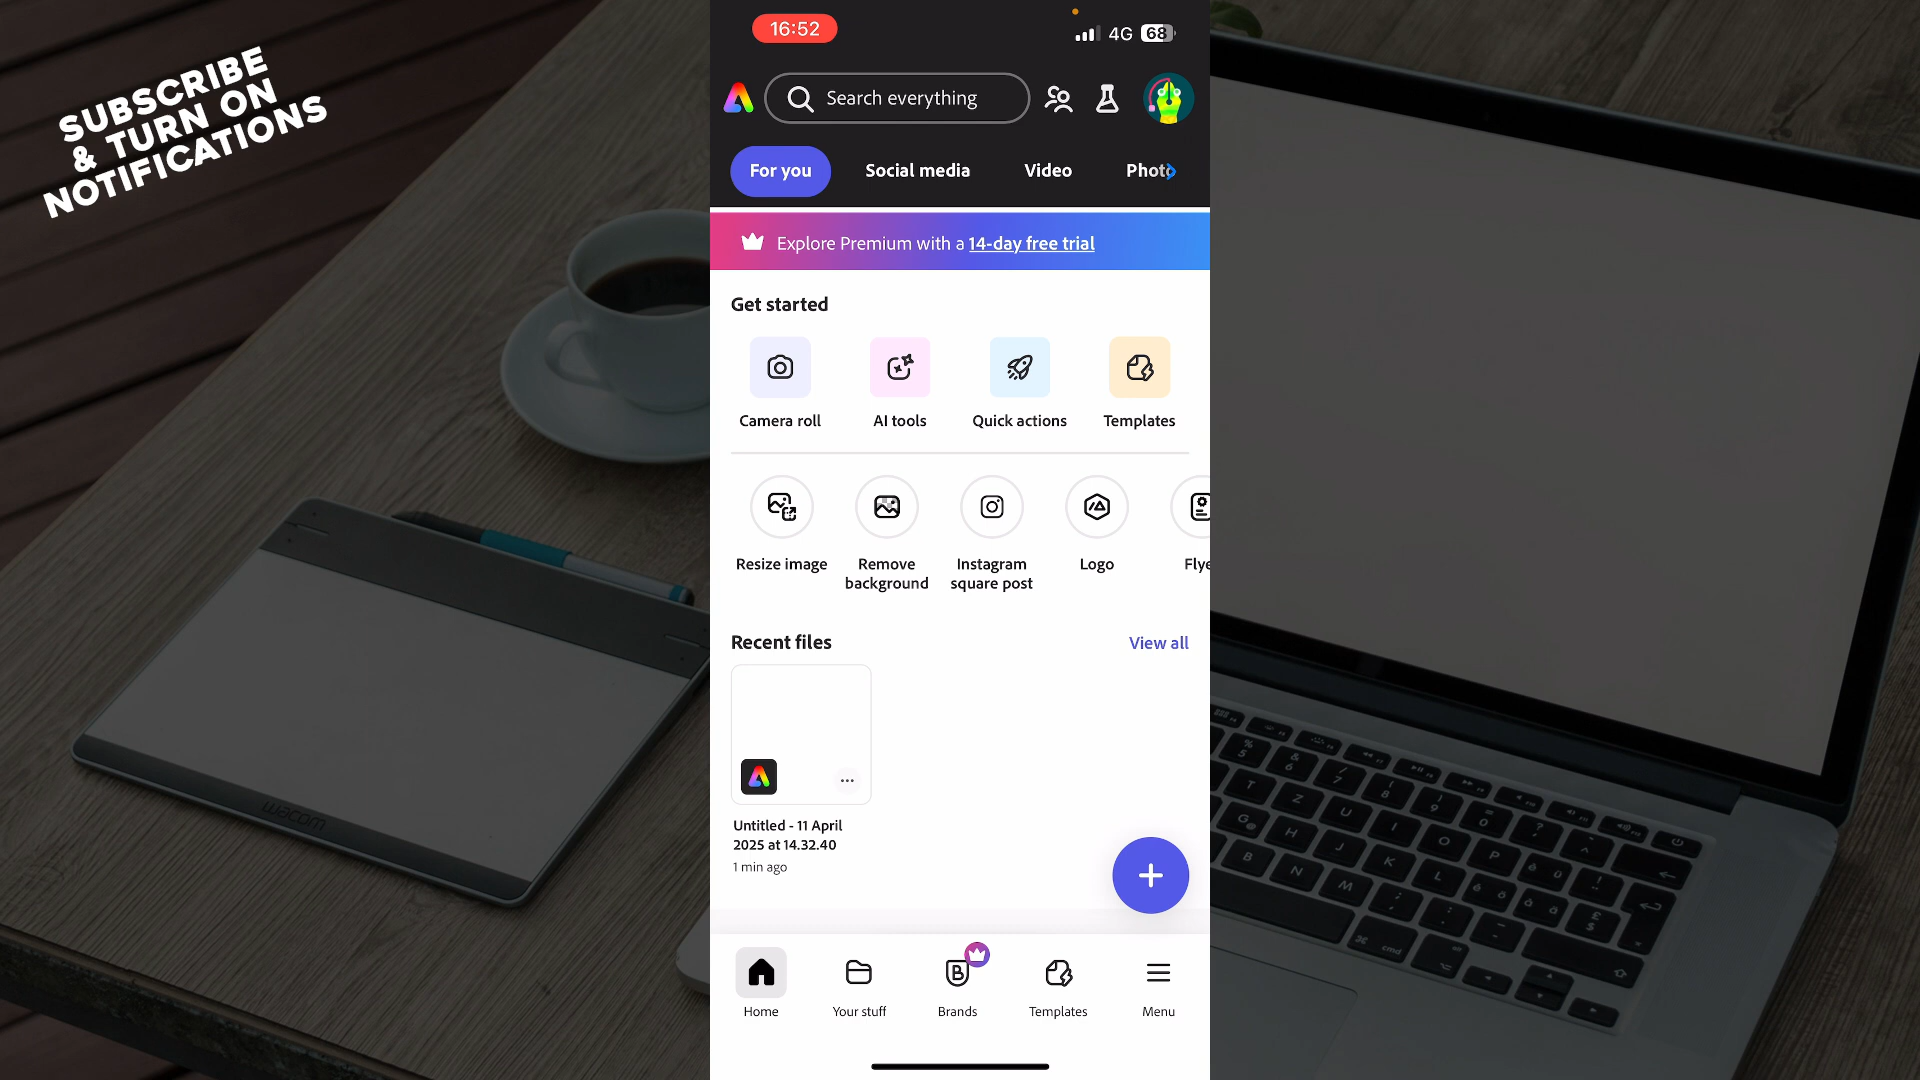 SUBSCRIBE
& TURN ON
NOTIFICATIONS
16:52
4G 68
Search everything
For you Social media Video Photo
Explore Premium with a 14-day free trial
Get started
Camera roll AI tools Quick actions Templates
Resize image Remove background Instagram square post Logo Flye
Recent files View all
Untitled - 11 April
2025 at 14.32.40
1 min ago
Home Your stuff Brands Templates Menu
wacom